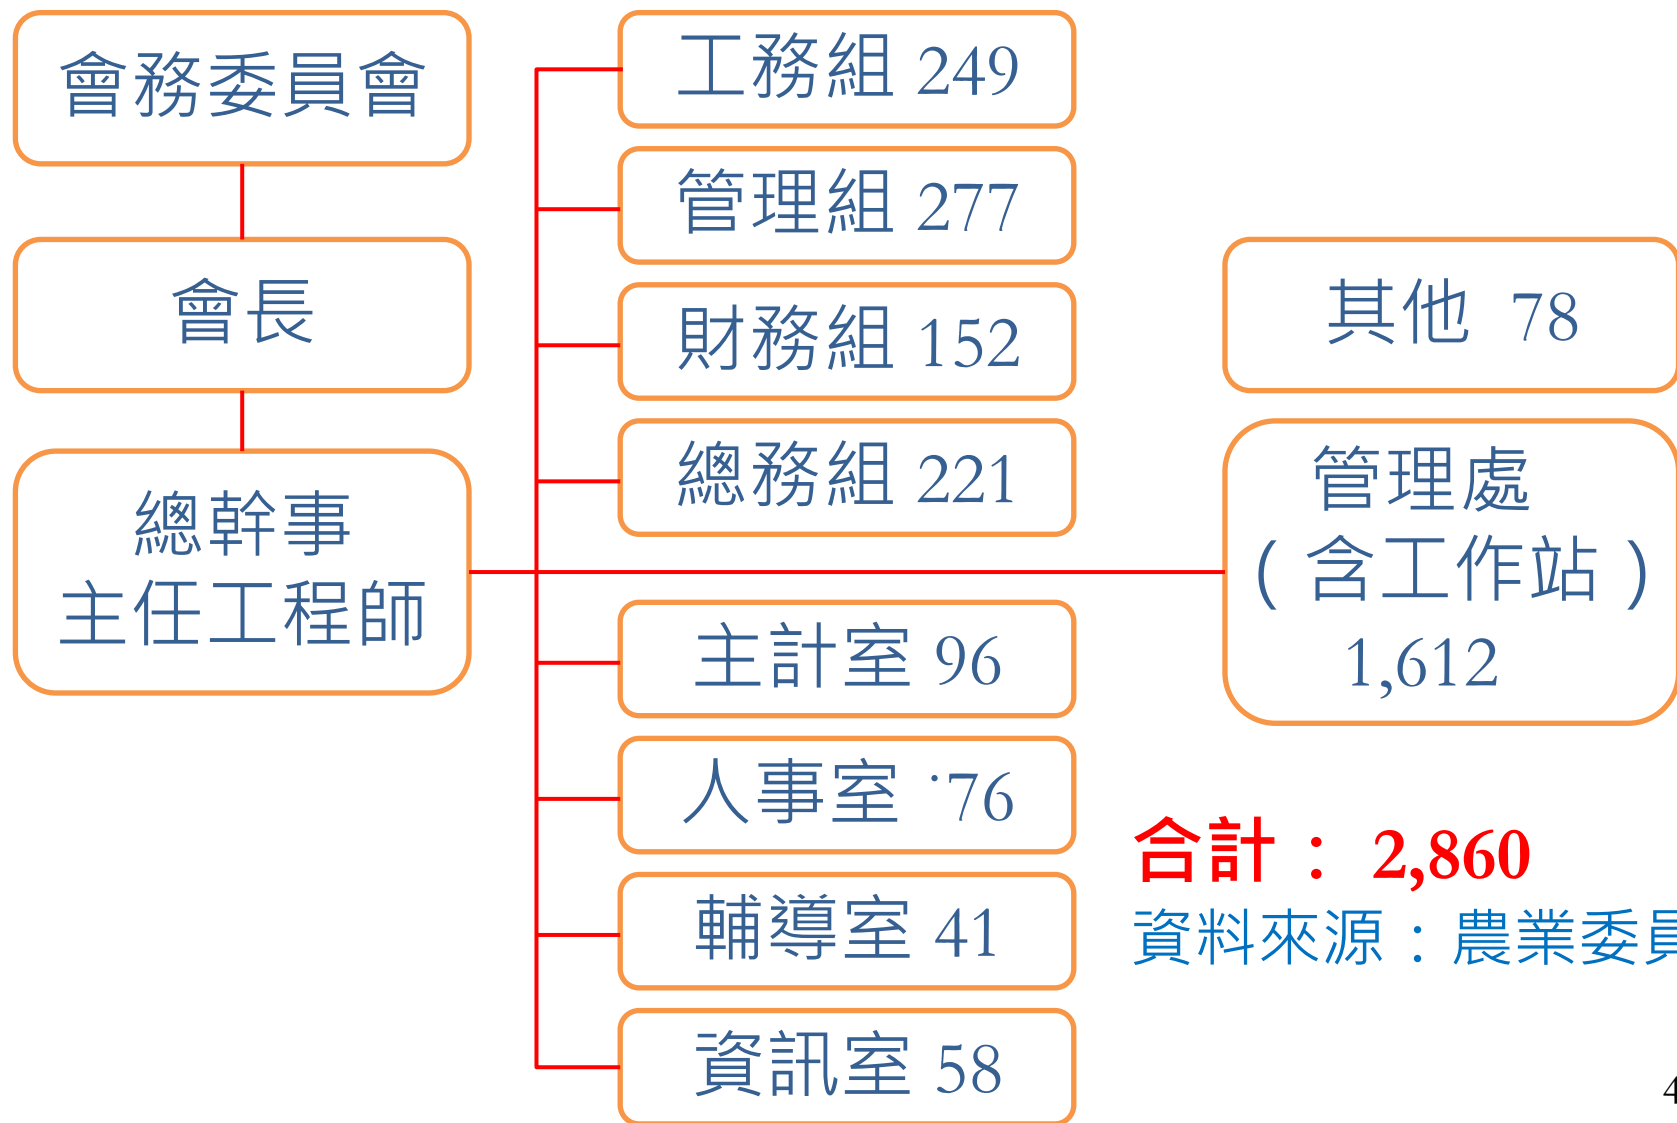 會務委員會
會長
總幹事
主任工程師
工務組 249
管理組 277
財務組 152
總務組 221
主計室 96
人事室 ˙76
輔導室 41
資訊室 58
其他 78
管理處
(含工作站)
1,612
合計： 2,860
資料來源：農業委員
4